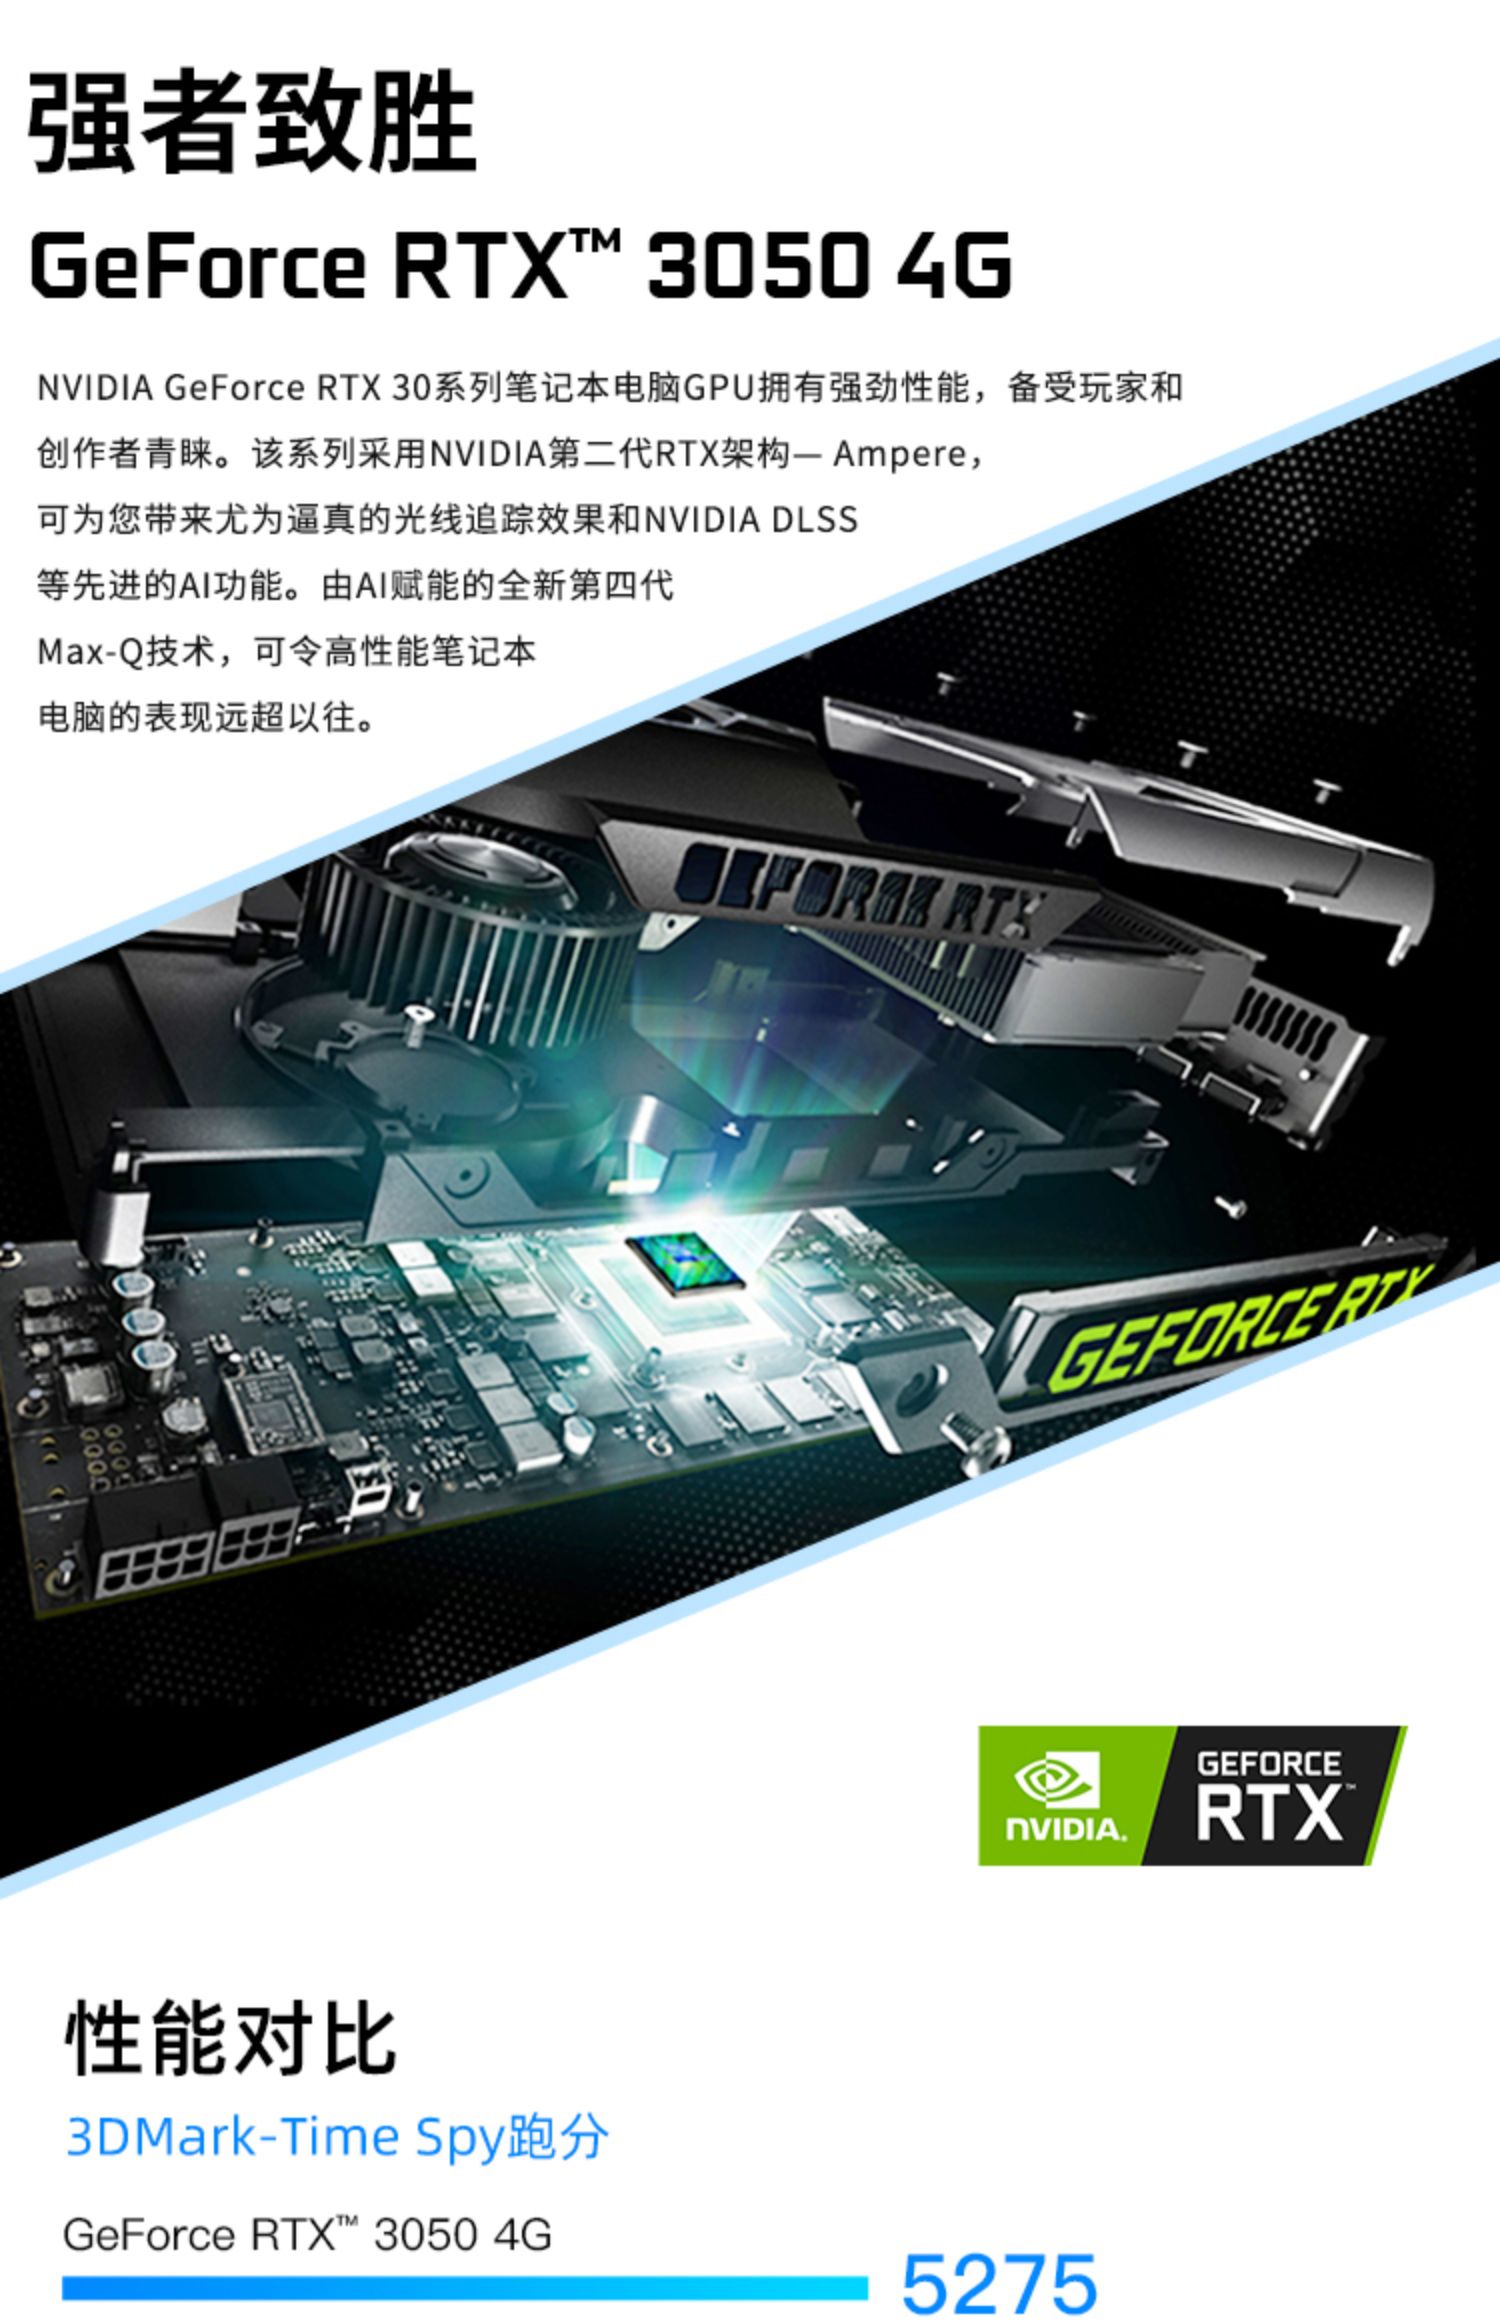 强者致胜
GeForce RTX™ 3050 4G
NVIDIA GeForce RTX 30系列笔记本电脑GPU拥有强劲性能，备受玩家和
创作者青睐。该系列采用NVIDIA第二代RTX架构— Ampere，
可为您带来尤为逼真的光线追踪效果和NVIDIA DLSS
等先进的AI功能。由AI赋能的全新第四代
Max-Q技术，可令高性能笔记本
电脑的表现远超以往。
GEFORCE RTX
GEFORCE RTX
NVIDIA.
GEFORCE
RTX™
性能对比
3DMark-Time Spy跑分
GeForce RTX™ 3050 4G
5275